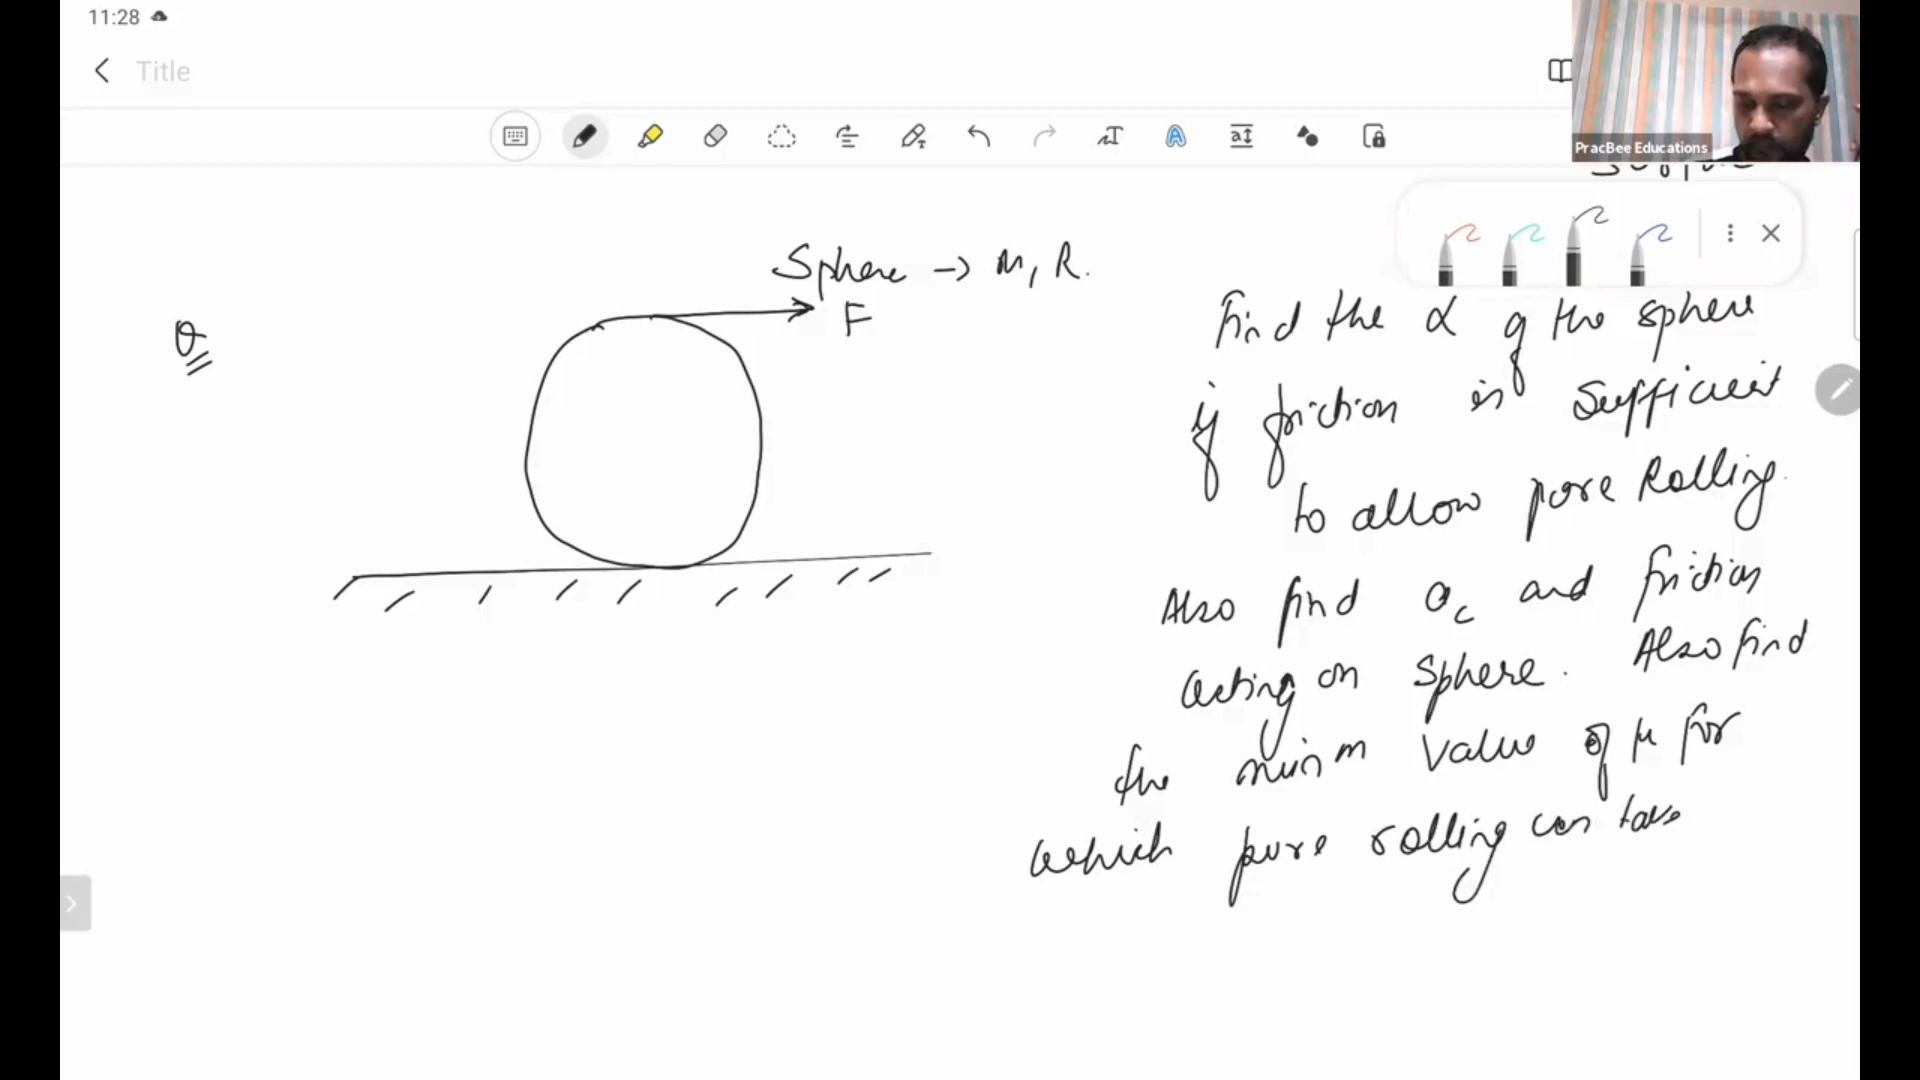 11:28
Title
PracBee Educations
Sphere → M, R.
F
Q
Find the α of the sphere
if friction is sufficient
to allow pure Rolling.
Also find a_c and friction
acting on sphere. Also find
the minm value of μ for
which pure rolling can take